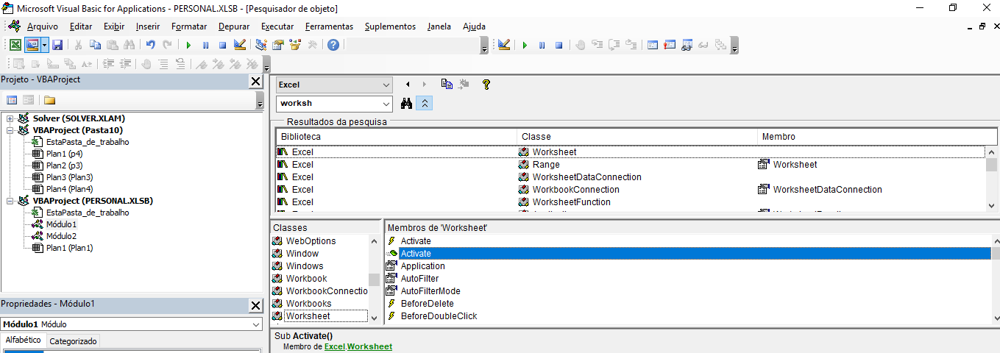 Microsoft Visual Basic for Applications - PERSONAL.XLSB - [Pesquisador de objeto]
Arquivo Editar Exibir Inserir Formatar Depurar Executar Ferramentas Suplementos Janela Ajuda
Projeto - VBAProject
Solver (SOLVER.XLAM)
VBAProject (Pasta10)
EstaPasta_de_trabalho
Plan1 (p4)
Plan2 (p3)
Plan3 (Plan3)
Plan4 (Plan4)
VBAProject (PERSONAL.XLSB)
EstaPasta_de_trabalho
Módulo1
Módulo2
Plan1 (Plan1)
Propriedades - Módulo1
Módulo1 Módulo
Alfabético Categorizado
Excel
worksh
Resultados da pesquisa
Biblioteca Classe Membro
Excel Worksheet
Excel Range Worksheet
Excel WorksheetDataConnection
Excel WorkbookConnection WorksheetDataConnection
Excel WorksheetFunction
Classes
WebOptions
Window
Windows
Workbook
WorkbookConnectio
Workbooks
Worksheet
Membros de 'Worksheet'
Activate
Activate
Application
AutoFilter
AutoFilterMode
BeforeDelete
BeforeDoubleClick
Sub Activate()
Membro de Excel.Worksheet